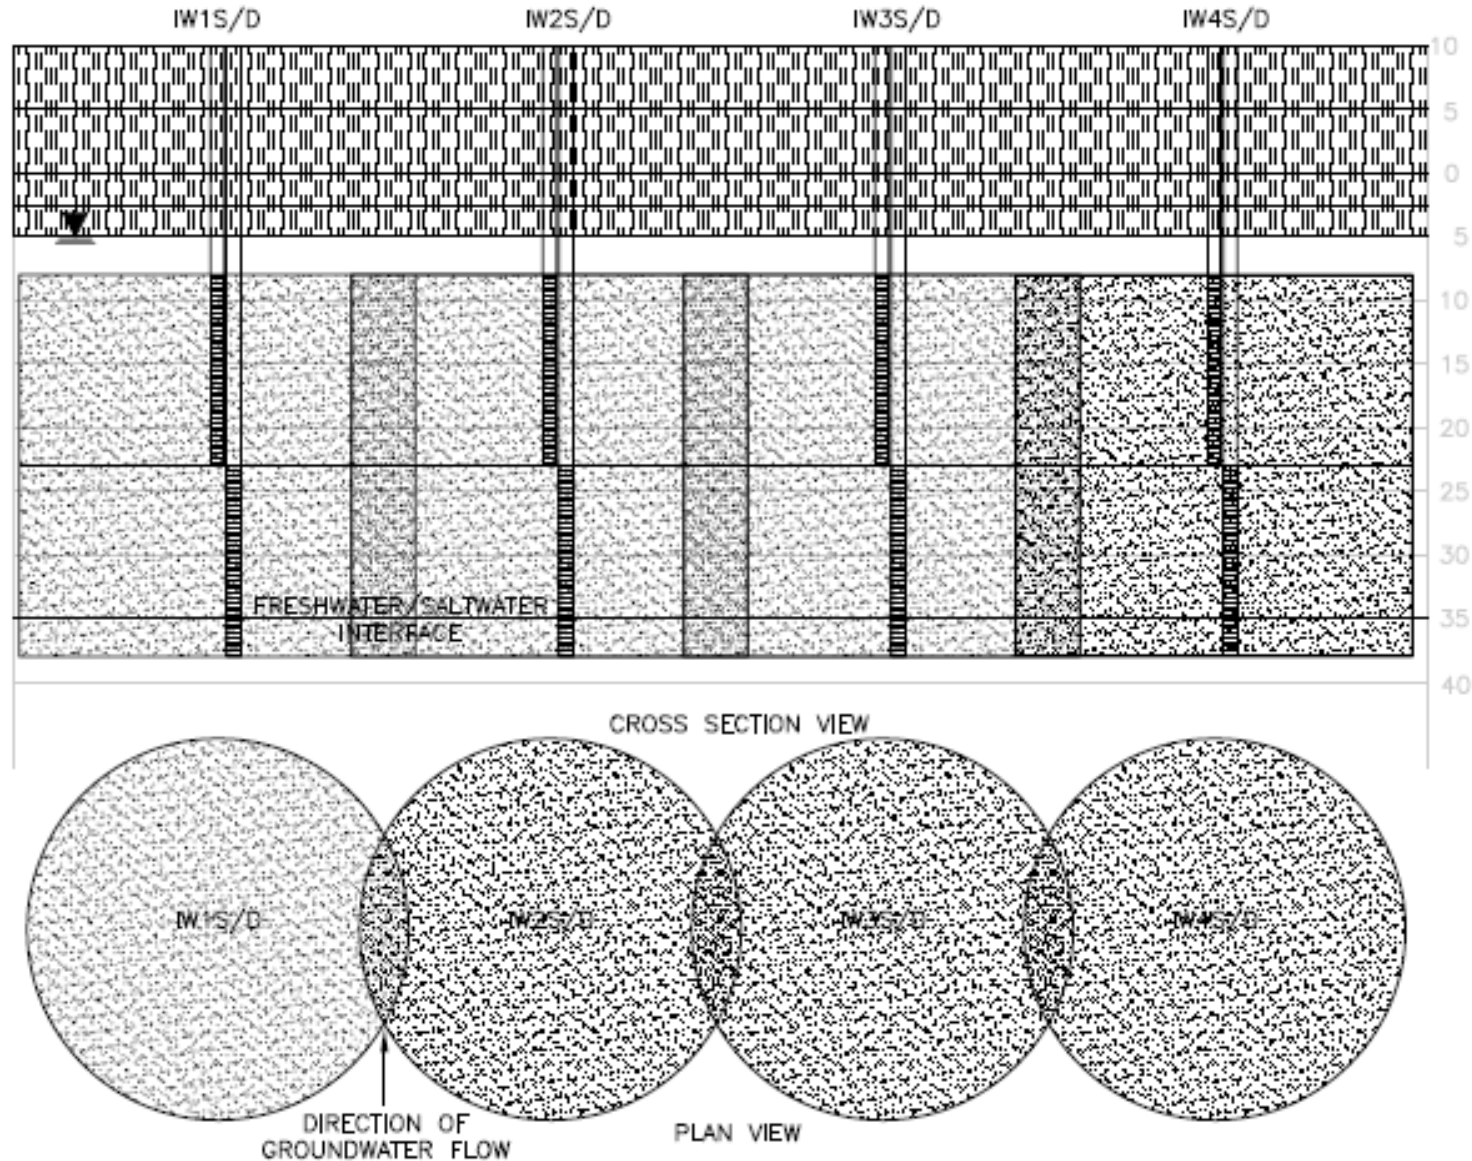 IW1S/D IW2S/D IW3S/D IW4S/D
10
5
0
5
10
15
20
25
30
FRESHWATER/SALTWATER
35
INTERFACE
40
CROSS SECTION VIEW
IW1S/D IW2S/D IW3S/D IW4S/D
DIRECTION OF
GROUNDWATER FLOW
PLAN VIEW